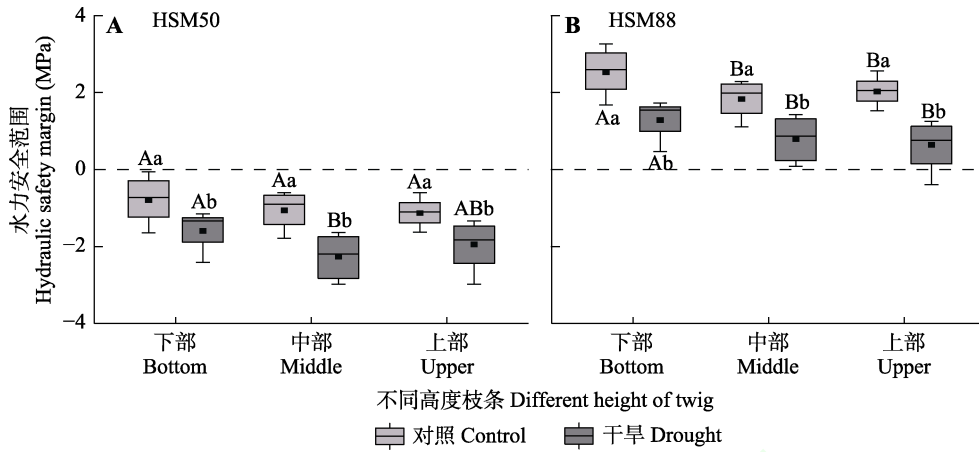 水力安全范围
Hydraulic safety margin (MPa)
4
2
0
−2
−4
A HSM50
Aa
Ab
Aa
Bb
Aa
ABb
下部
Bottom
中部
Middle
上部
Upper
B HSM88
Aa
Ab
Ba
Bb
Ba
Bb
下部
Bottom
中部
Middle
上部
Upper
不同高度枝条 Different height of twig
对照 Control 干旱 Drought